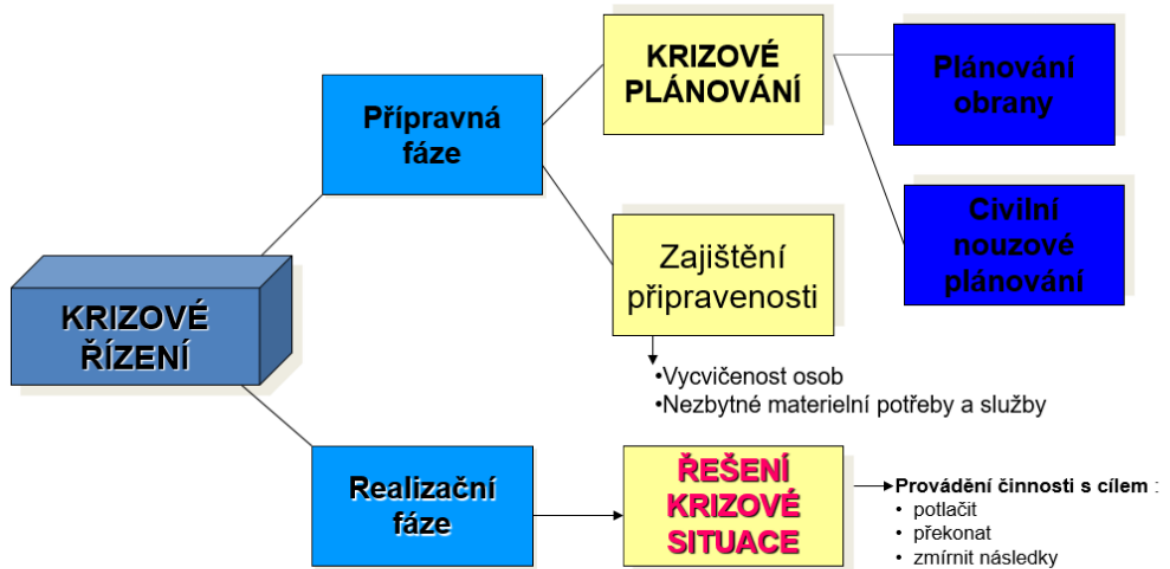 KRIZOVÉ
ŘÍZENÍ
Přípravná
fáze
KRIZOVÉ
PLÁNOVÁNÍ
Plánování
obrany
Civilní
nouzové
plánování
Zajištění
připravenosti
•Vycvičenost osob
•Nezbytné materielní potřeby a služby
Realizační
fáze
ŘEŠENÍ
KRIZOVÉ
SITUACE
Provádění činnosti s cílem :
• potlačit
• překonat
• zmírnit následky